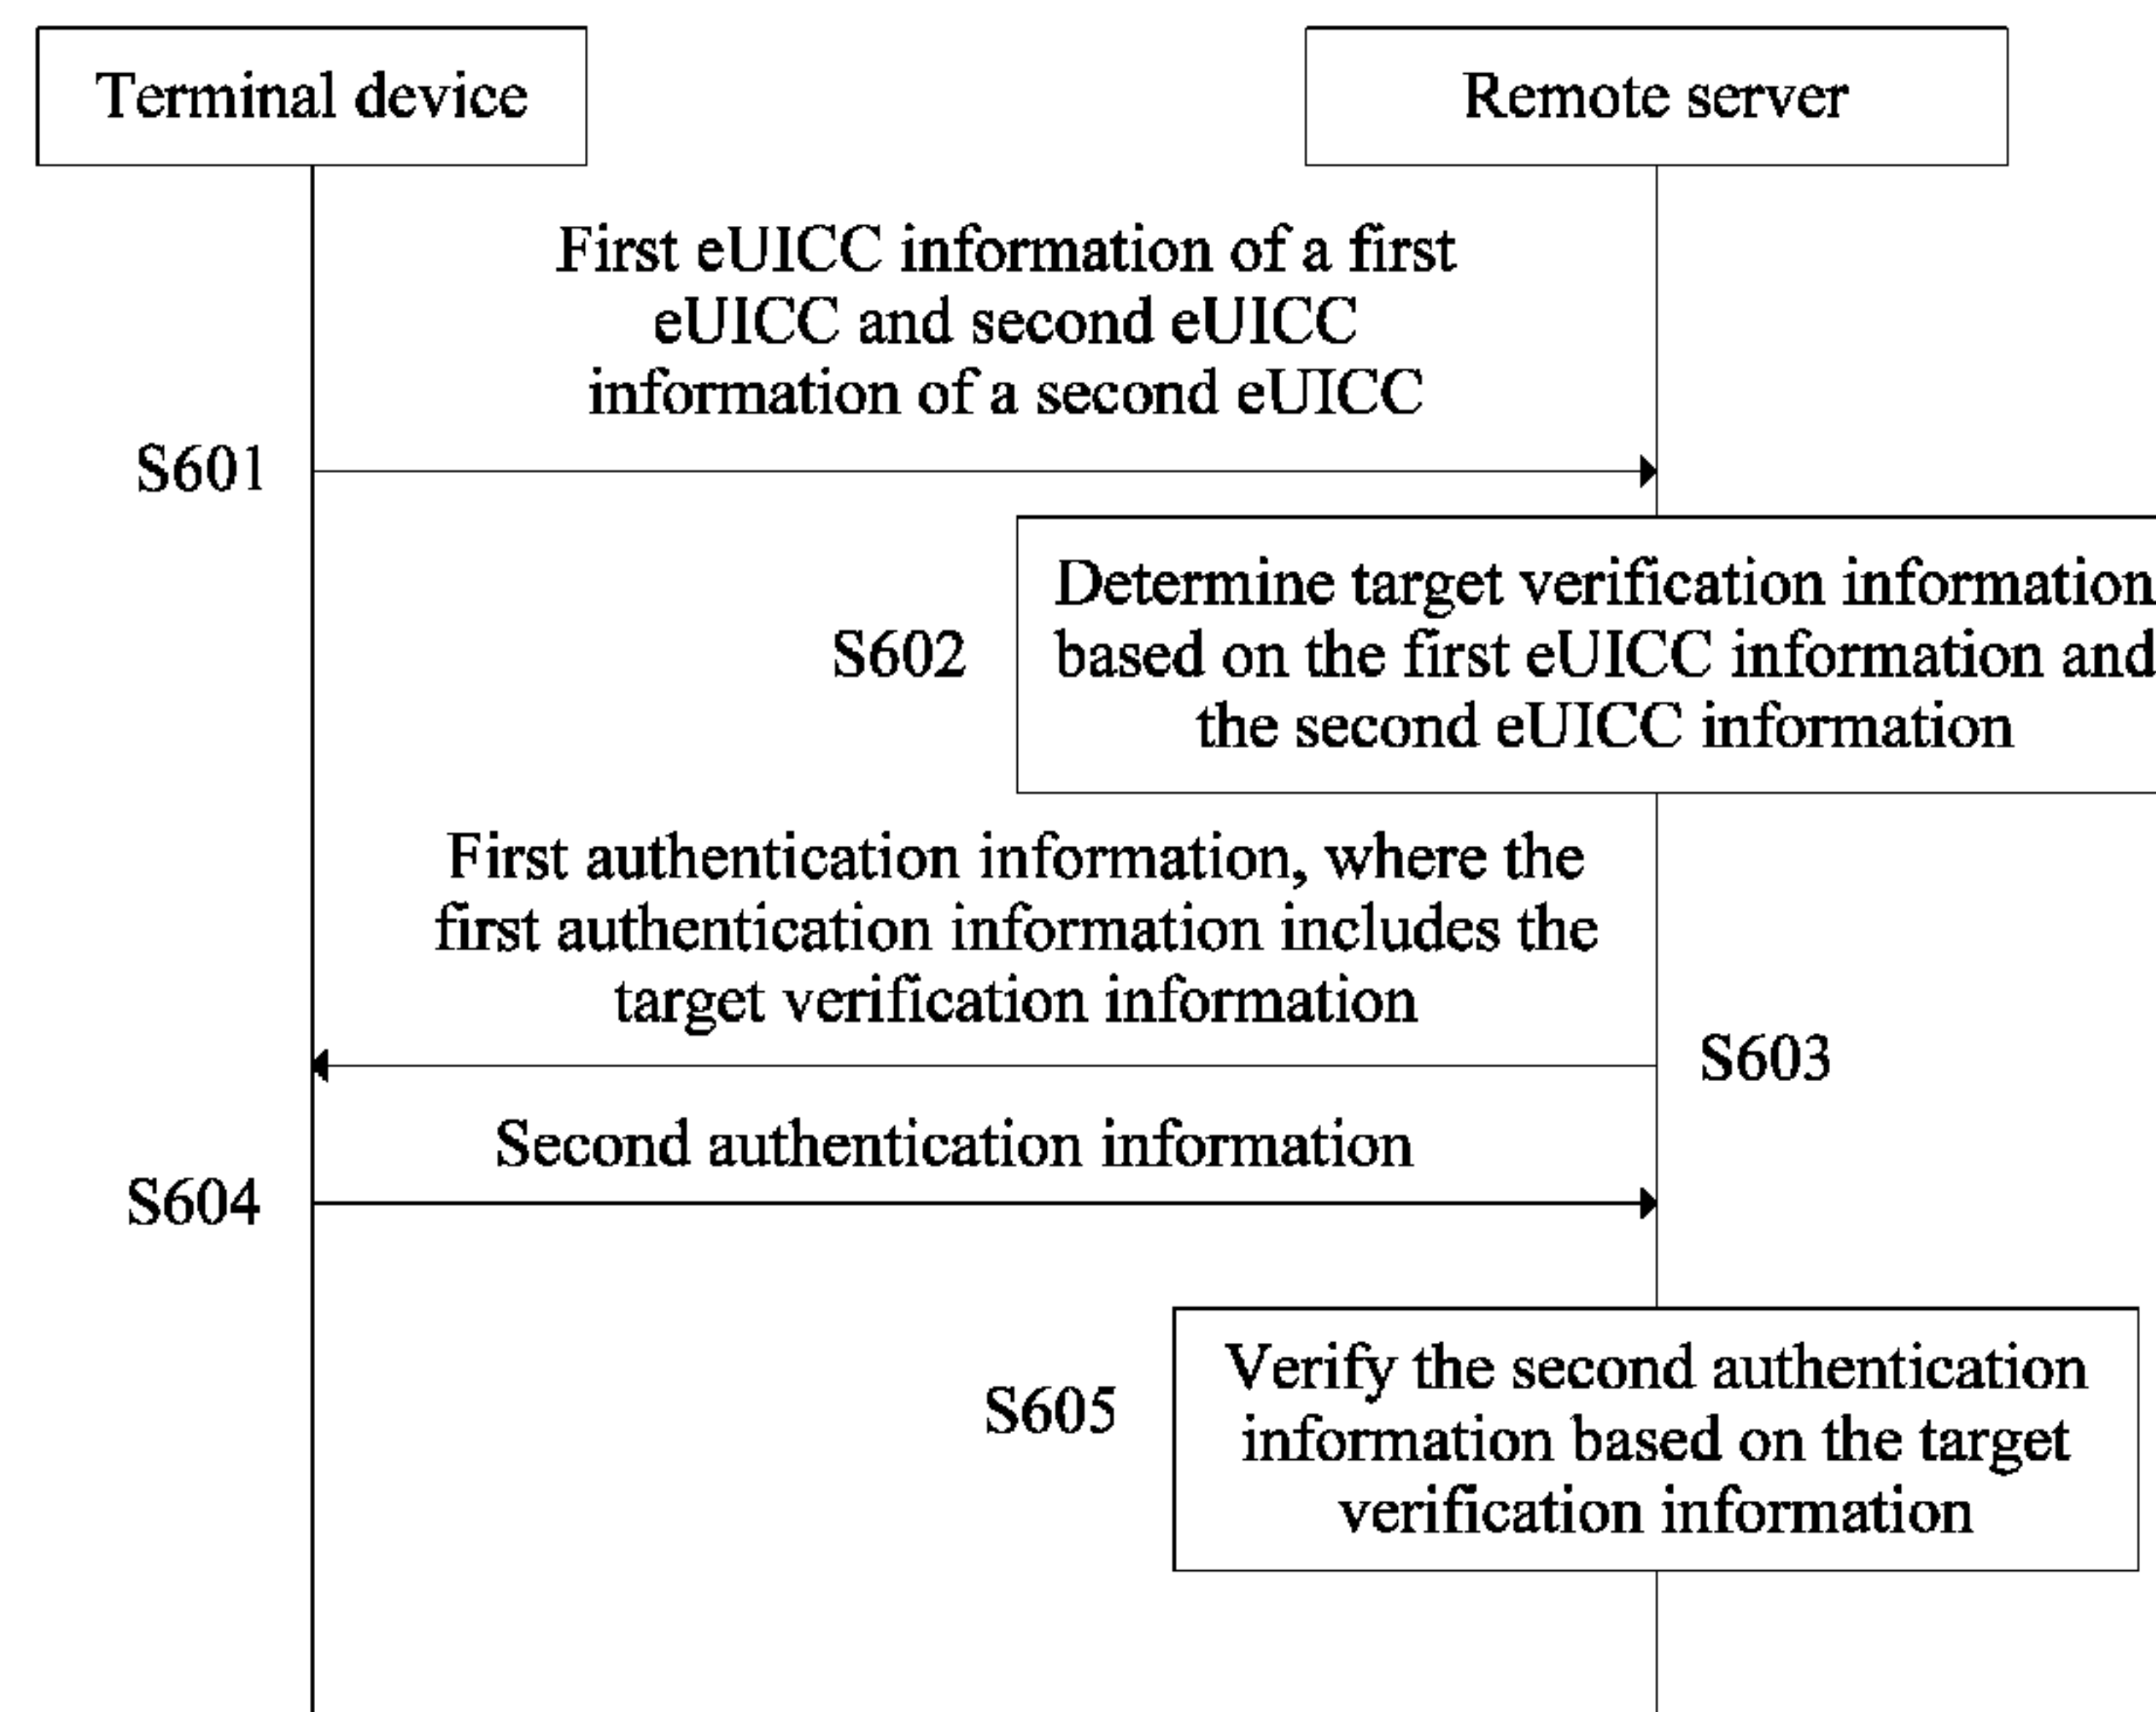 Terminal device
Remote server
First eUICC information of a first
eUICC and second eUICC
information of a second eUICC
S601
Determine target verification information
based on the first eUICC information and
the second eUICC information
S602
First authentication information, where the
first authentication information includes the
target verification information
S603
Second authentication information
S604
Verify the second authentication
information based on the target
verification information
S605